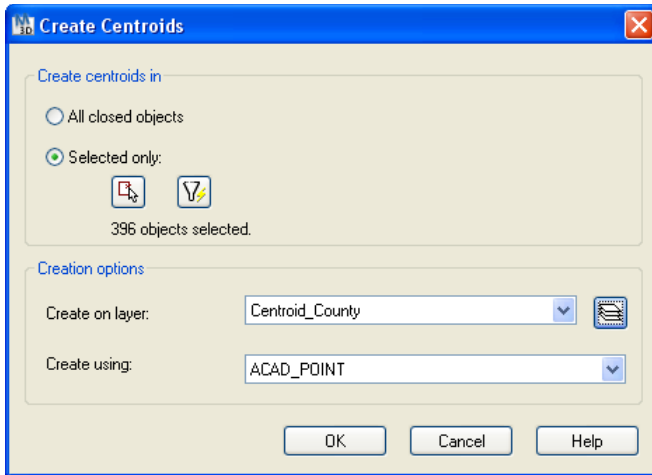 Create Centroids
Create centroids in
All closed objects
Selected only:
396 objects selected.
Creation options
Create on layer: Centroid_County
Create using: ACAD_POINT
OK Cancel Help